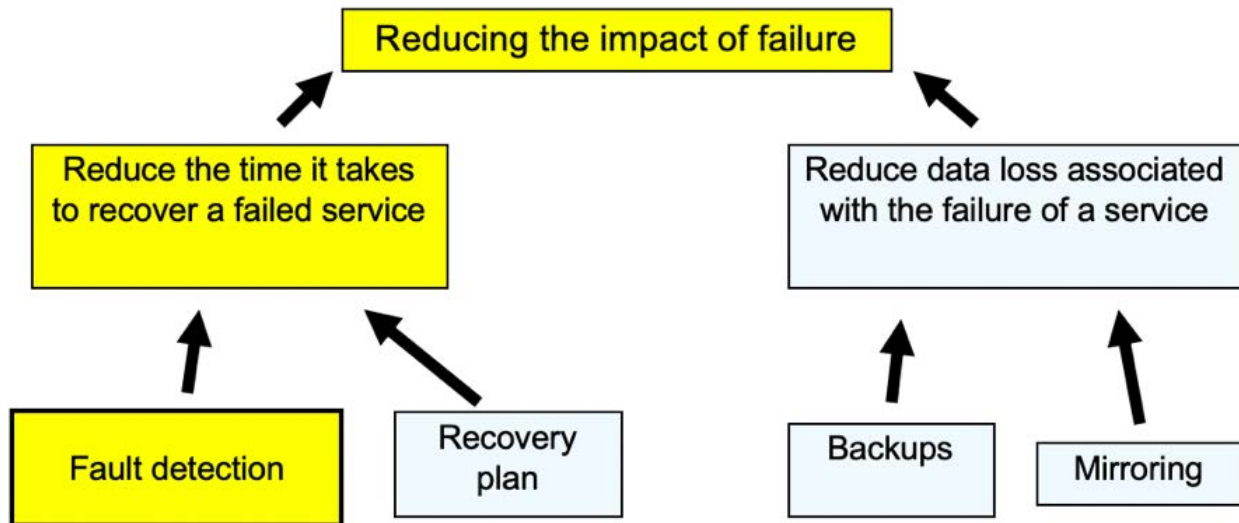 Reducing the impact of failure
Reduce the time it takes
to recover a failed service
Reduce data loss associated
with the failure of a service
Fault detection
Recovery
plan
Backups
Mirroring